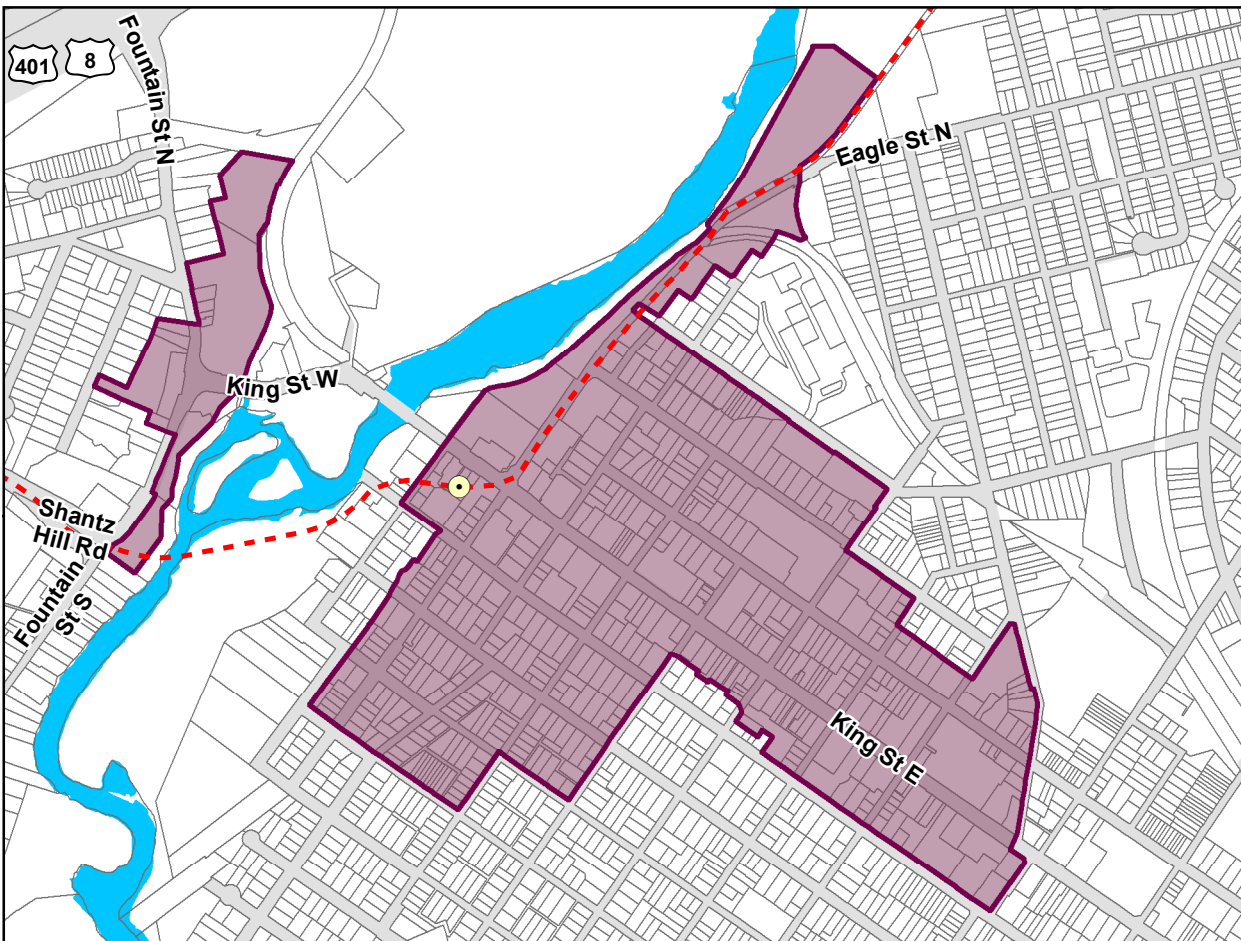 401
8
Fountain St N
Eagle St N
King St W
Shantz
Hill Rd
Fountain
St S
King St E